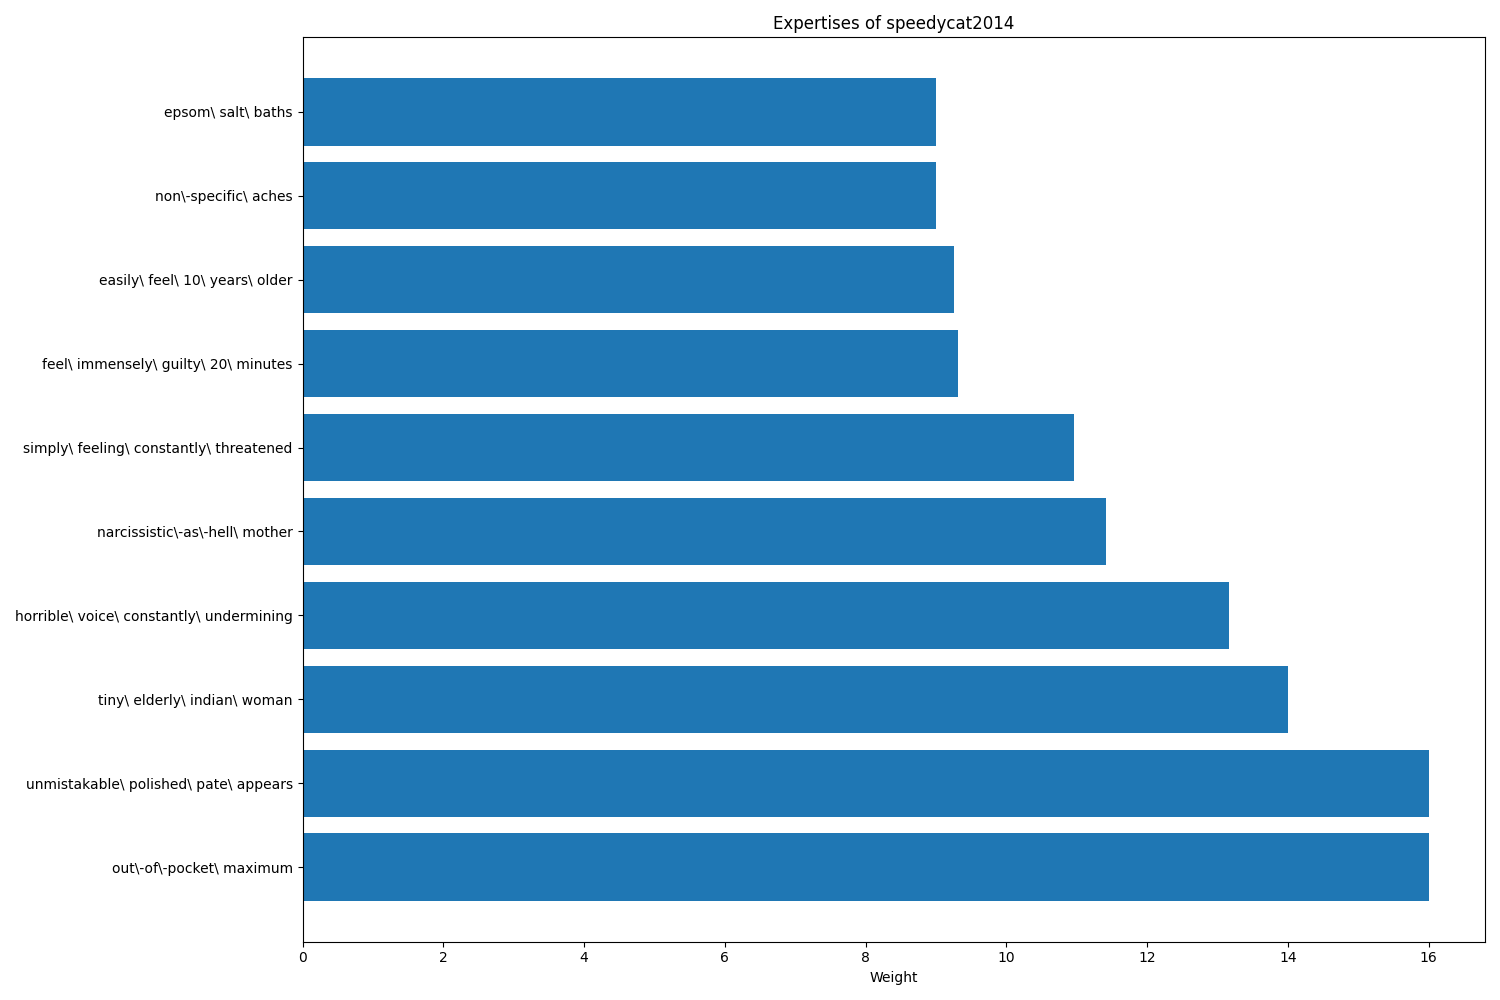 Expertises of speedycat2014
epsom\ salt\ baths
non\-specific\ aches
easily\ feel\ 10\ years\ older
feel\ immensely\ guilty\ 20\ minutes
simply\ feeling\ constantly\ threatened
narcissistic\-as\-hell\ mother
horrible\ voice\ constantly\ undermining
tiny\ elderly\ indian\ woman
unmistakable\ polished\ pate\ appears
out\-of\-pocket\ maximum
0 2 4 6 8 10 12 14 16
Weight